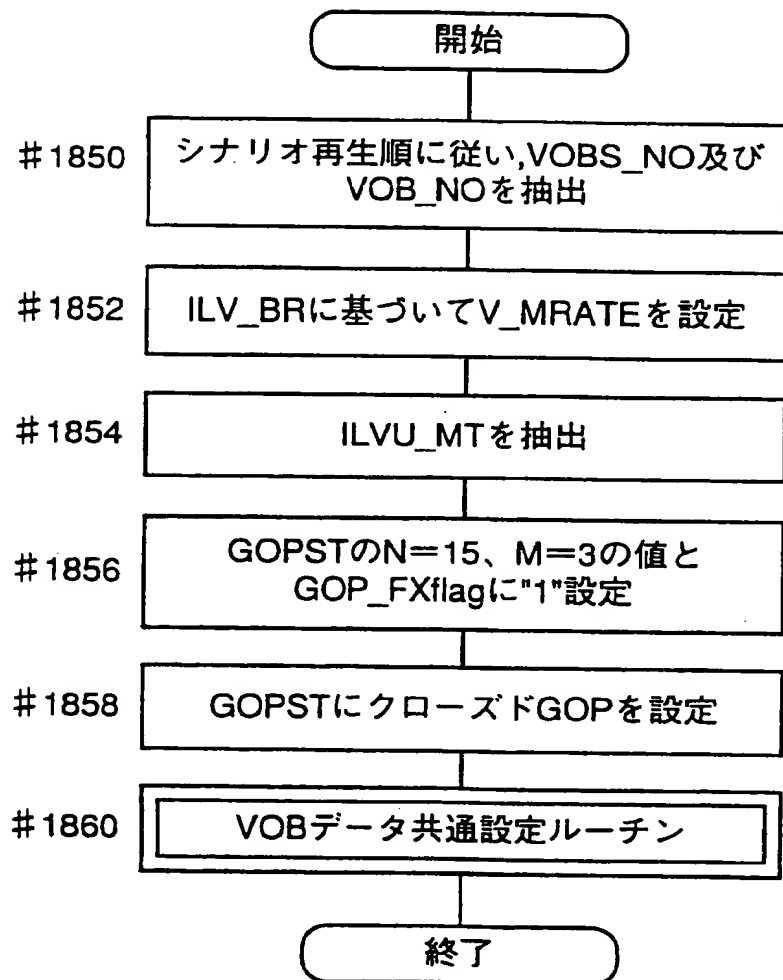 開始
#1850
シナリオ再生順に従い,VOBS_NO及び
VOB_NOを抽出
#1852
ILV_BRに基づいてV_MRATEを設定
#1854
ILVU_MTを抽出
#1856
GOPSTのN=15、M=3の値と
GOP_FXflagに"1"設定
#1858
GOPSTにクローズドGOPを設定
#1860
VOBデータ共通設定ルーチン
終了